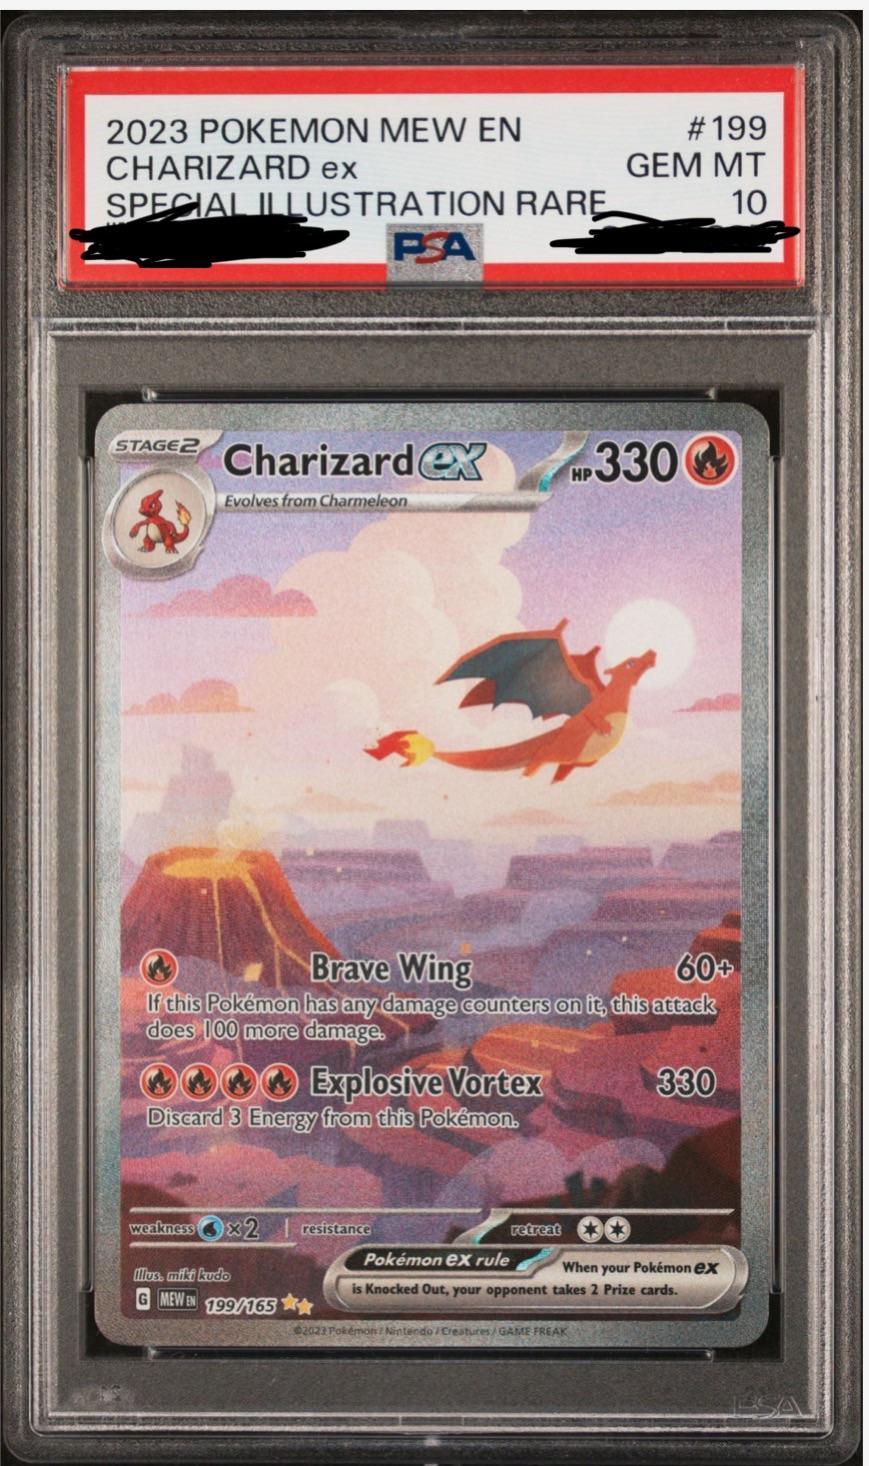 2023 POKEMON MEW EN #199
CHARIZARD ex GEM MT
SPECIAL ILLUSTRATION RARE 10
PSA
STAGE2 Charizard ex HP 330
Evolves from Charmeleon
Brave Wing 60+
If this Pokémon has any damage counters on it, this attack
does 100 more damage.
Explosive Vortex 330
Discard 3 Energy from this Pokémon.
weakness ×2 resistance retreat
Pokémon ex rule When your Pokémon ex
is Knocked Out, your opponent takes 2 Prize cards.
Illus. miki kudo
G MEW EN 199/165
©2023 Pokémon / Nintendo / Creatures / GAME FREAK
PSA